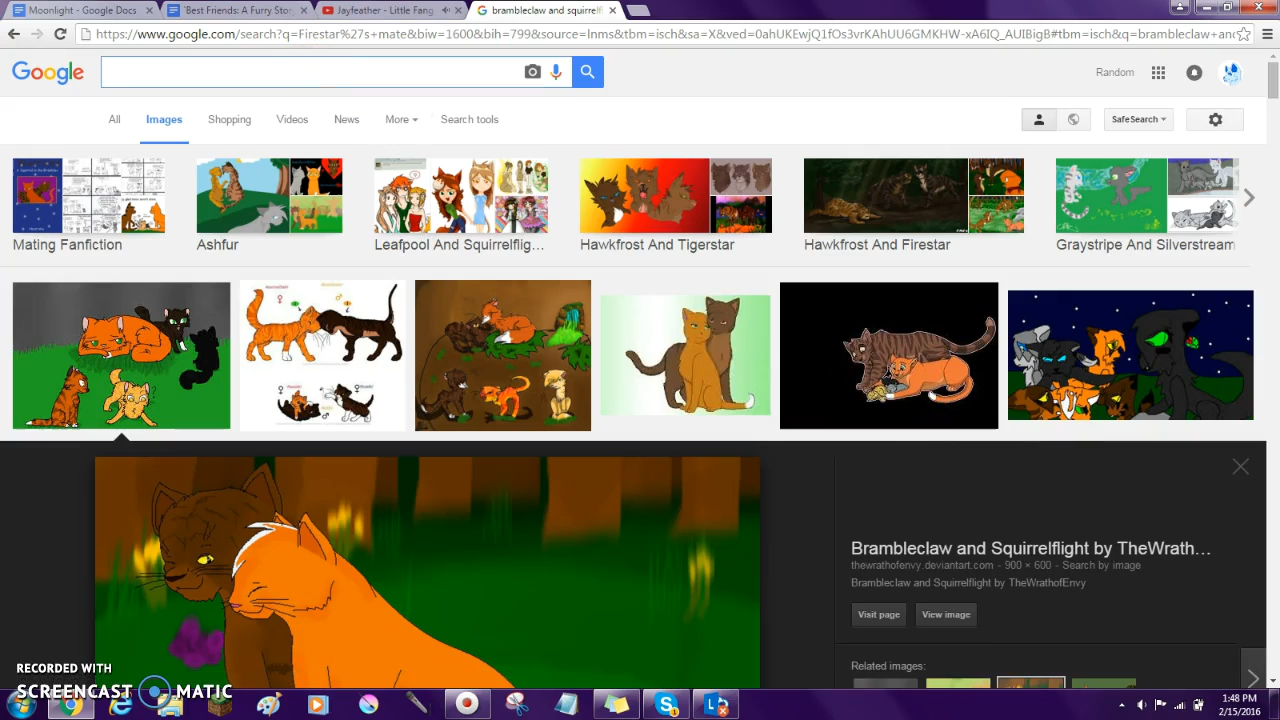 Moonlight - Google Docs
'Best Friends: A Furry Stor
Jayfeather - Little Fang
brambleclaw and squirrelf
https://www.google.com/search?q=Firestar%27s+mate&biw=1600&bih=799&source=lnms&tbm=isch&sa=X&ved=0ahUKEwjQ1fOs3vrKAhUU6GMKHW-xA6IQ_AUIBigB#tbm=isch&q=brambleclaw+an
Google
Random
All Images Shopping Videos News More Search tools
SafeSearch
Mating Fanfiction
Ashfur
Leafpool And Squirrelflig...
Hawkfrost And Tigerstar
Hawkfrost And Firestar
Graystripe And Silverstream
Brambleclaw and Squirrelflight by TheWrath...
thewrathofenvy.deviantart.com - 900 × 600 - Search by image
Brambleclaw and Squirrelflight by TheWrathofEnvy
Visit page
View image
Related images:
RECORDED WITH
SCREENCAST MATIC
1:48 PM
2/15/2016